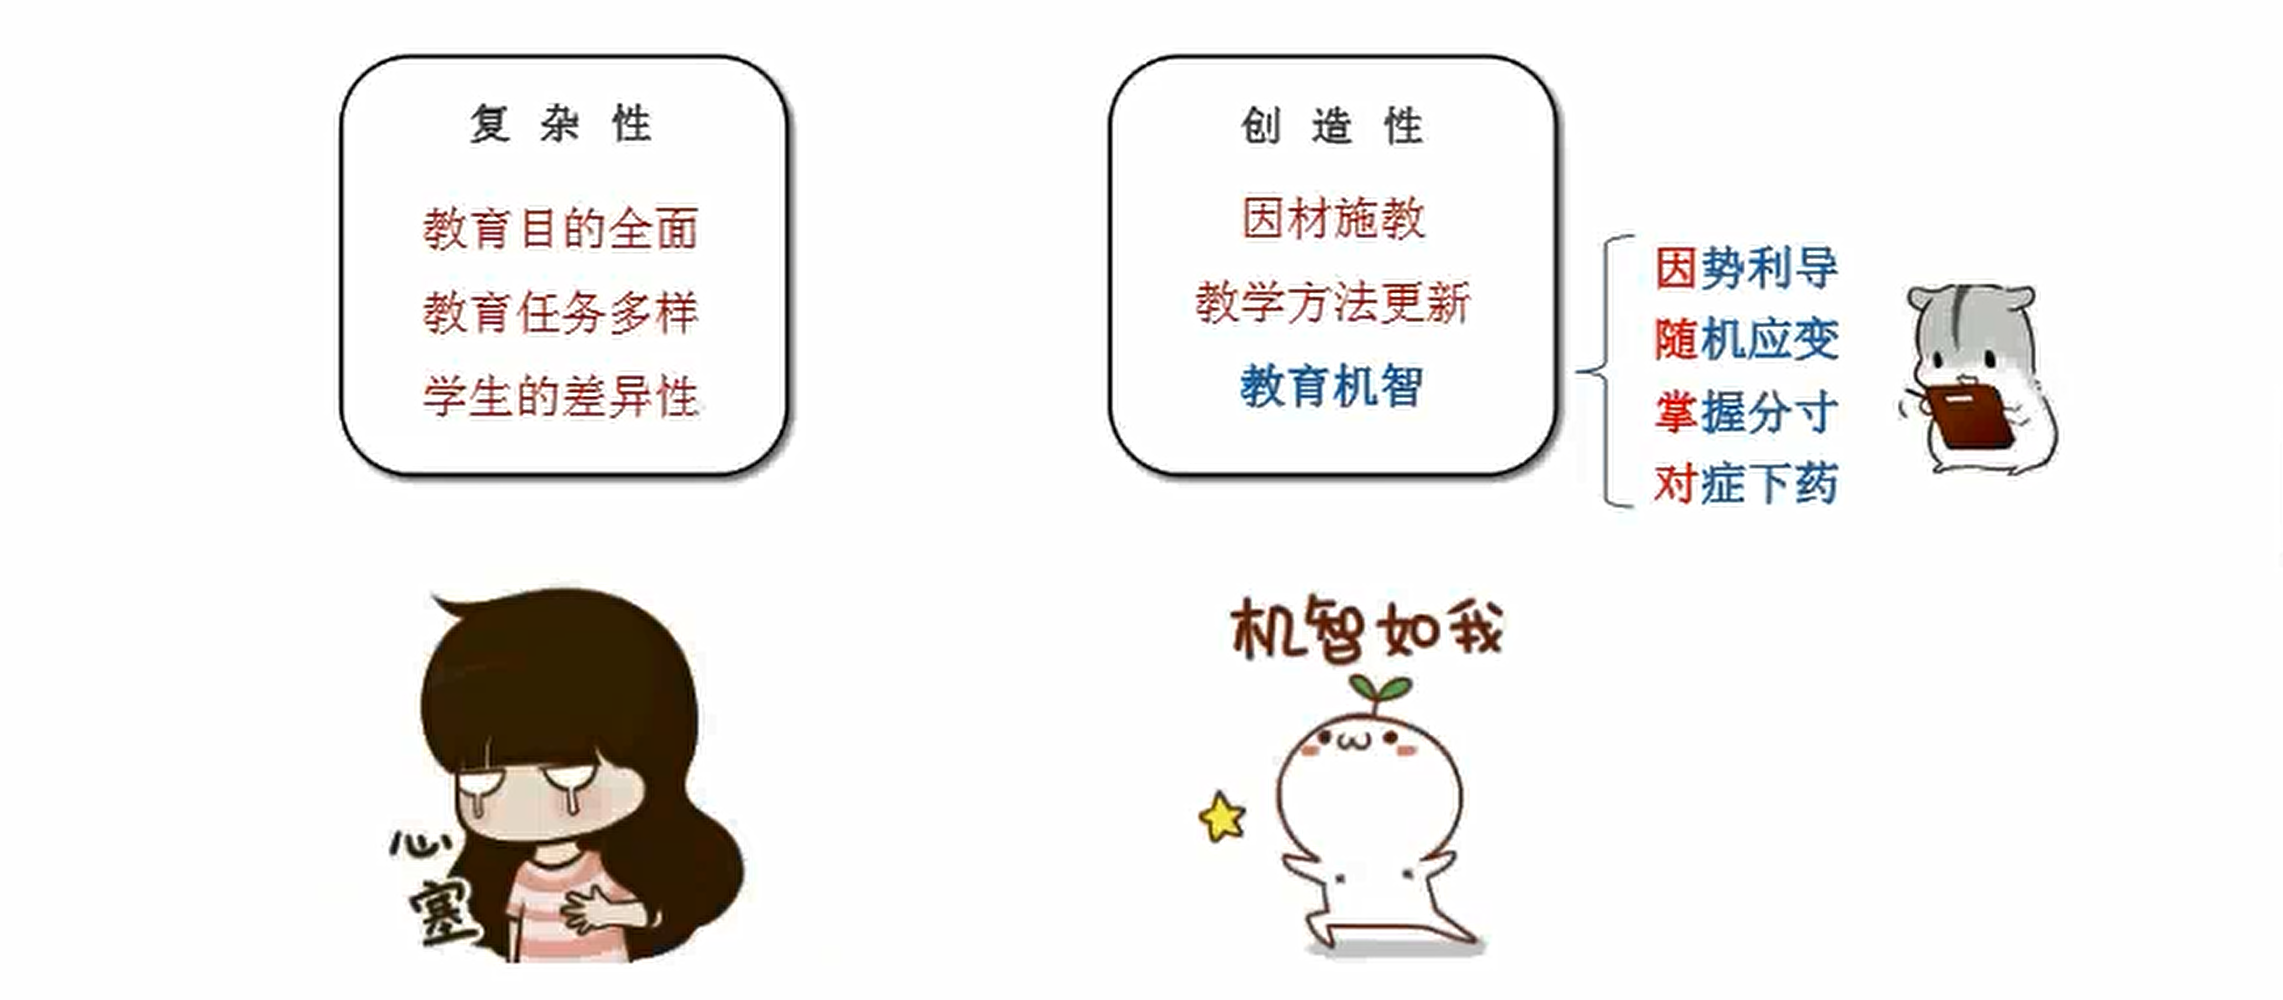 复杂性
教育目的全面
教育任务多样
学生的差异性
创造性
因材施教
教学方法更新
教育机智
因势利导
随机应变
掌握分寸
对症下药
心
塞
机智如我